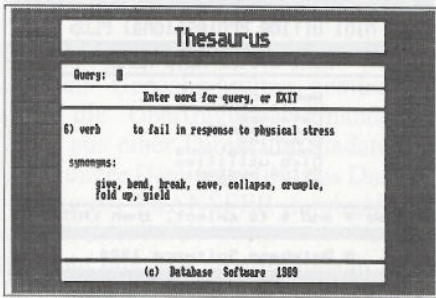 Thesaurus
Query:
Enter word for query, or EXIT
6) verb to fail in response to physical stress
synonyms:
give, bend, break, cave, collapse, crumple,
fold up, yield
(c) Database Software 1989